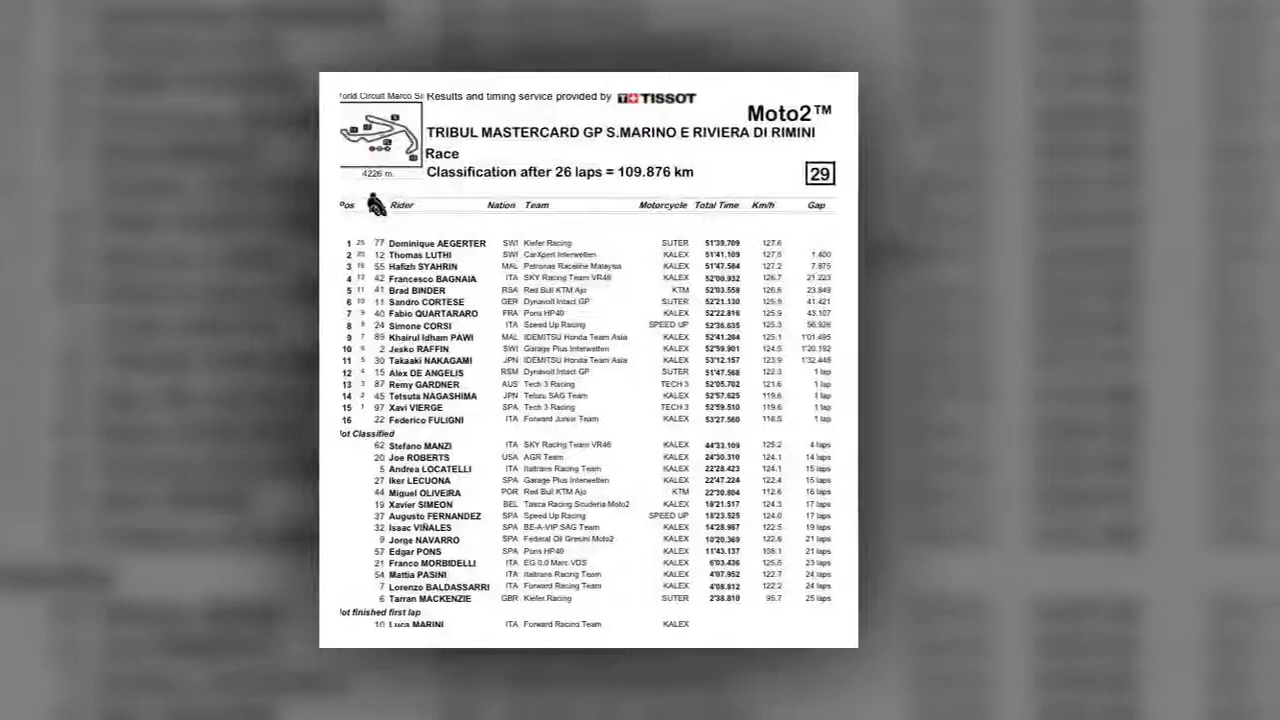 orld Circuit Marco Si Results and timing service provided by TISSOT
Moto2™
TRIBUL MASTERCARD GP S.MARINO E RIVIERA DI RIMINI
Race
Classification after 26 laps = 109.876 km
4226 m.
29
Pos Rider Nation Team Motorcycle Total Time Km/h Gap
1 25 77 Dominique AEGERTER SWI Kiefer Racing SUTER 51'39.709 127.6
2 20 12 Thomas LUTHI SWI CarXpert Interwetten KALEX 51'41.109 127.5 1.400
3 16 55 Hafizh SYAHRIN MAL Petronas Raceline Malaysia KALEX 51'47.584 127.2 7.875
4 13 42 Francesco BAGNAIA ITA SKY Racing Team VR46 KALEX 52'00.932 126.7 21.223
5 11 41 Brad BINDER RSA Red Bull KTM Ajo KTM 52'03.558 126.6 23.849
6 10 11 Sandro CORTESE GER Dynavolt Intact GP SUTER 52'21.130 125.9 41.421
7 9 40 Fabio QUARTARARO FRA Pons HP40 KALEX 52'22.816 125.9 43.107
8 8 24 Simone CORSI ITA Speed Up Racing SPEED UP 52'36.635 125.3 56.926
9 7 89 Khairul Idham PAWI MAL IDEMITSU Honda Team Asia KALEX 52'41.204 125.1 1'01.495
10 6 2 Jesko RAFFIN SWI Garage Plus Interwetten KALEX 52'59.901 124.5 1'20.192
11 5 30 Takaaki NAKAGAMI JPN IDEMITSU Honda Team Asia KALEX 53'12.157 123.9 1'32.448
12 4 15 Alex DE ANGELIS RSM Dynavolt Intact GP SUTER 51'47.568 122.3 1 lap
13 3 87 Remy GARDNER AUS Tech 3 Racing TECH 3 52'05.702 121.6 1 lap
14 2 45 Tetsuta NAGASHIMA JPN Teluru SAG Team KALEX 52'57.625 119.6 1 lap
15 1 97 Xavi VIERGE SPA Tech 3 Racing TECH 3 52'59.510 119.6 1 lap
16 22 Federico FULIGNI ITA Forward Junior Team KALEX 53'27.560 118.5 1 lap
ot Classified
62 Stefano MANZI ITA SKY Racing Team VR46 KALEX 44'33.109 125.2 4 laps
20 Joe ROBERTS USA AGR Team KALEX 24'30.310 124.1 14 laps
5 Andrea LOCATELLI ITA Italtrans Racing Team KALEX 22'28.423 124.1 15 laps
27 Iker LECUONA SPA Garage Plus Interwetten KALEX 22'47.224 122.4 15 laps
44 Miguel OLIVEIRA POR Red Bull KTM Ajo KTM 22'30.804 112.6 16 laps
19 Xavier SIMEON BEL Tasca Racing Scuderia Moto2 KALEX 18'21.517 124.3 17 laps
37 Augusto FERNANDEZ SPA Speed Up Racing SPEED UP 18'23.525 124.0 17 laps
32 Isaac VIÑALES SPA BE-A-VIP SAG Team KALEX 14'28.987 122.5 19 laps
9 Jorge NAVARRO SPA Federal Oil Gresini Moto2 KALEX 10'20.369 122.6 21 laps
57 Edgar PONS SPA Pons HP40 KALEX 11'43.137 108.1 21 laps
21 Franco MORBIDELLI ITA EG 0,0 Marc VDS KALEX 6'03.436 125.5 23 laps
54 Mattia PASINI ITA Italtrans Racing Team KALEX 4'07.952 122.7 24 laps
7 Lorenzo BALDASSARRI ITA Forward Racing Team KALEX 4'08.812 122.2 24 laps
6 Tarran MACKENZIE GBR Kiefer Racing SUTER 2'38.810 95.7 25 laps
ot finished first lap
10 Luca MARINI ITA Forward Racing Team KALEX